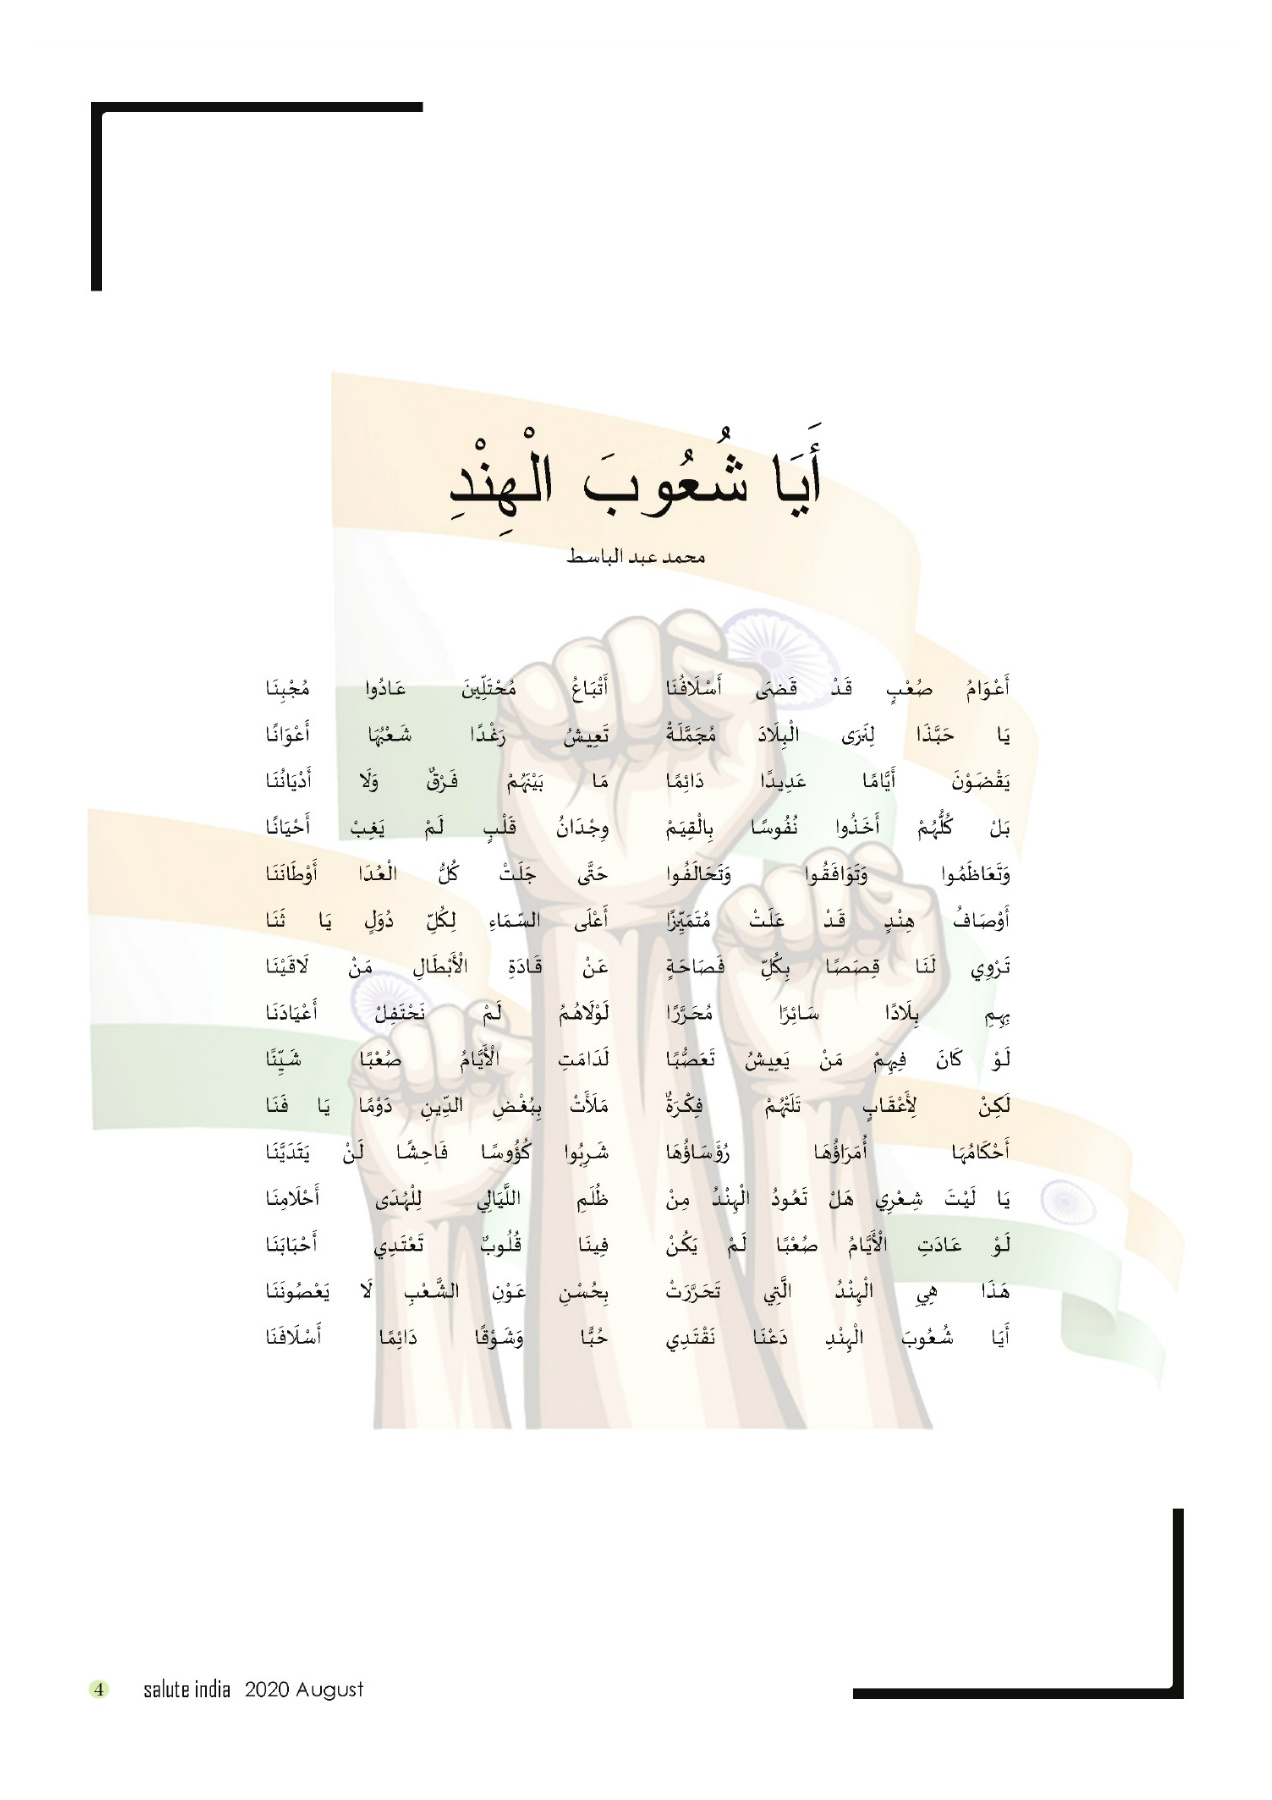 أَيَا شُعُوبَ الْهِنْدِ
محمد عبد الباسط
أَعْوَامُ صُعْبٍ قَدْ قَضَى أَسْلَافُنَا أَتْبَاعُ مُحْتَلِّينَ عَادُوا مُجْبِنَا
يَا حَبَّذَا لِنَرَى الْبِلَادَ مُجَمَّلَةً تَعِيشُ رَغْدًا شَعْبُهَا أَعْوَانًا
يَقْضَوْنَ أَيَّامًا عَدِيدًا دَائِمًا مَا بَيْنَهُمْ فَرْقٌ وَلَا أَدْيَانُنَا
بَلْ كُلُّهُمْ أَخَذُوا نُفُوسًا بِالْقِيَمْ وِجْدَانُ قَلْبٍ لَمْ يَغِبْ أَحْيَانًا
وَتَعَاظَمُوا وَتَوَافَقُوا وَتَحَالَفُوا حَتَّى جَلَتْ كُلُّ الْعُدَا أَوْطَانَنَا
أَوْصَافُ هِنْدٍ قَدْ عَلَتْ مُتَمَيِّزًا أَعْلَى السَّمَاءِ لِكُلِّ دُوَلٍ يَا ثَنَا
تَرْوِي لَنَا قِصَصًا بِكُلِّ فَصَاحَةٍ عَنْ قَادَةِ الْأَبْطَالِ مَنْ لَاقَيْنَا
بِهِمِ بِلَادًا سَائِرًا مُحَرَّرًا لَوْلَاهُمُ لَمْ نَحْتَفِلْ أَعْيَادَنَا
لَوْ كَانَ فِيهِمْ مَنْ يَعِيشُ تَعَصُّبًا لَدَامَتِ الْأَيَّامُ صُعْبًا شَيِّنًا
لَكِنْ لِأَعْقَابٍ تَلَتْهُمْ فِكْرَةٌ مَلَأَتْ بِبُغْضِ الدِّينِ دَوْمًا يَا فَنَا
أَحْكَامُهَا أُمَرَاؤُهَا رُؤَسَاؤُهَا شَرِبُوا كُؤُوسًا فَاحِشًا لَنْ يَتَدَيَّنَا
يَا لَيْتَ شِعْرِي هَلْ تَعُودُ الْهِنْدُ مِنْ ظُلَمِ اللَّيَالِي لِلْهُدَى أَحْلَامِنَا
لَوْ عَادَتِ الْأَيَّامُ صُعْبًا لَمْ يَكُنْ فِينَا قُلُوبٌ تَعْتَدِي أَحْبَابَنَا
هَذَا هِي الْهِنْدُ الَّتِي تَحَرَّرَتْ بِحُسْنِ عَوْنِ الشَّعْبِ لَا يَعْصُونَنَا
أَيَا شُعُوبَ الْهِنْدِ دَعْنَا نَقْتَدِي حُبًّا وَشَوْقًا دَائِمًا أَسْلَافَنَا
4 salute india 2020 August